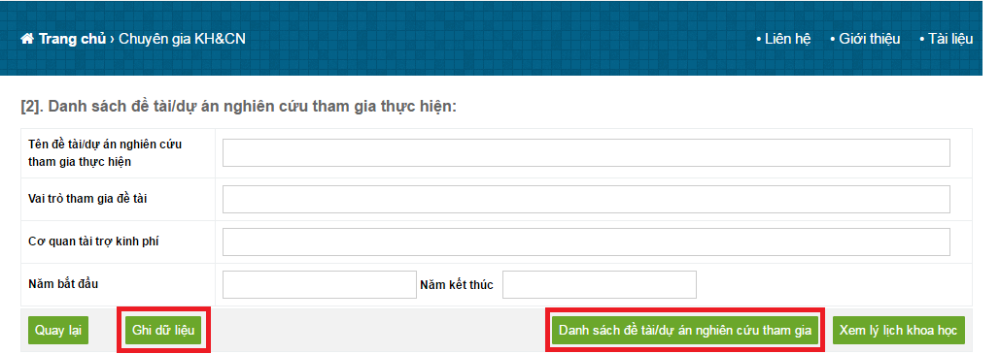 Trang chủ › Chuyên gia KH&CN • Liên hệ • Giới thiệu • Tài liệu
[2]. Danh sách đề tài/dự án nghiên cứu tham gia thực hiện:
Tên đề tài/dự án nghiên cứu
tham gia thực hiện
Vai trò tham gia đề tài
Cơ quan tài trợ kinh phí
Năm bắt đầu Năm kết thúc
Quay lại Ghi dữ liệu Danh sách đề tài/dự án nghiên cứu tham gia Xem lý lịch khoa học